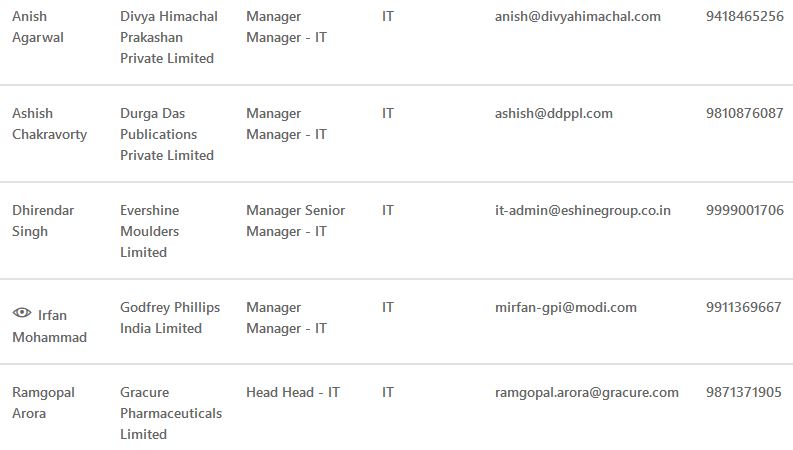 Anish Agarwal
Divya Himachal Prakashan Private Limited
Manager Manager - IT
IT
anish@divyahimachal.com
9418465256
Ashish Chakravorty
Durga Das Publications Private Limited
Manager Manager - IT
IT
ashish@ddppl.com
9810876087
Dhirendar Singh
Evershine Moulders Limited
Manager Senior Manager - IT
IT
it-admin@eshinegroup.co.in
9999001706
Irfan Mohammad
Godfrey Phillips India Limited
Manager Manager - IT
IT
mirfan-gpi@modi.com
9911369667
Ramgopal Arora
Gracure Pharmaceuticals Limited
Head Head - IT
IT
ramgopal.arora@gracure.com
9871371905